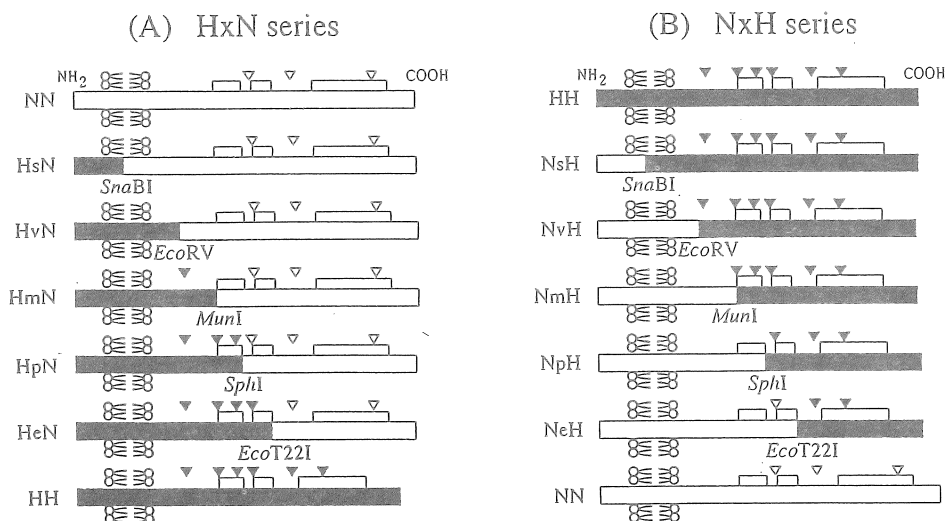 (A) HxN series
NH2
COOH
NN
HsN
SnaBI
HvN
EcoRV
HmN
MunI
HpN
SphI
HeN
EcoT22I
HH
(B) NxH series
NH2
COOH
HH
NsH
SnaBI
NvH
EcoRV
NmH
MunI
NpH
SphI
NeH
EcoT22I
NN